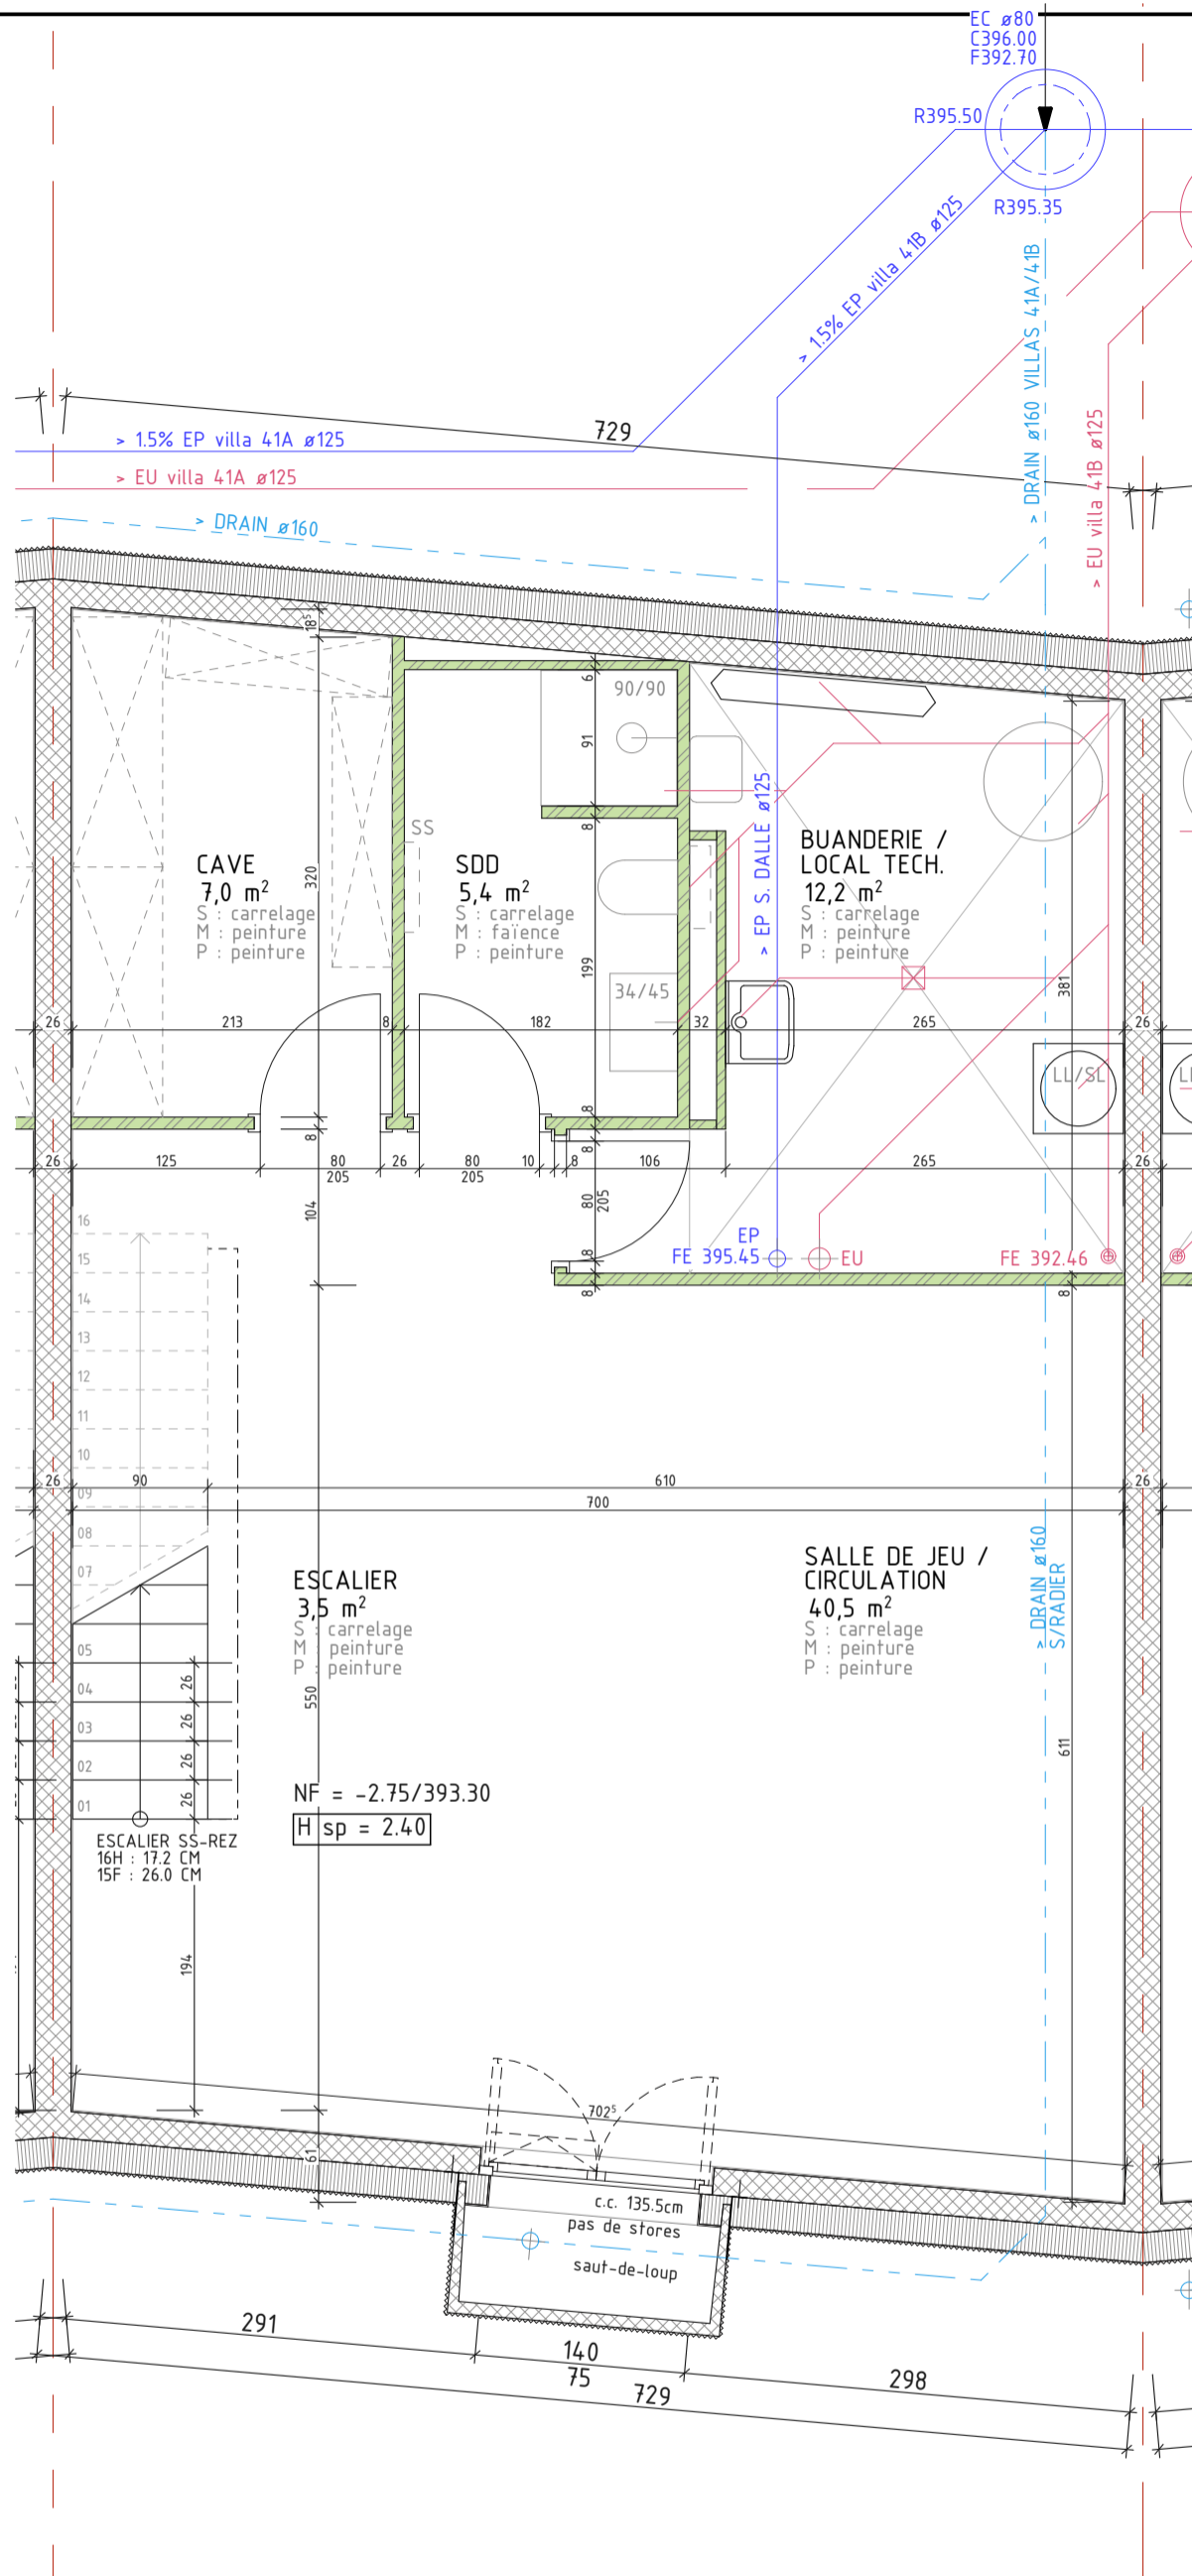 EC ø80
C396.00
F392.70
R395.50
R395.35
> 1.5% EP villa 41B ø125
> DRAIN ø160 VILLAS 41A/41B
> EU villa 41B ø125
729
> 1.5% EP villa 41A ø125
> EU villa 41A ø125
> DRAIN ø160
18⁵
6
90/90
91
8
> EP S. DALLE ø125
SS
CAVE
7,0 m²
S : carrelage
M : peinture
P : peinture
320
SDD
5,4 m²
S : carrelage
M : faïence
P : peinture
199
34/45
BUANDERIE /
LOCAL TECH.
12,2 m²
S : carrelage
M : peinture
P : peinture
381
26
213
8
182
32
265
26
LL/SL
8
8
8
26
125
80
205
26
80
205
10
8
106
265
26
104
80
205
8
8
8
EP
FE 395.45
EU
FE 392.46
16
15
14
13
12
11
10
09
08
07
05
04
03
02
01
26
90
610
26
700
ESCALIER
3,5 m²
S : carrelage
M : peinture
P : peinture
550
SALLE DE JEU /
CIRCULATION
40,5 m²
S : carrelage
M : peinture
P : peinture
> DRAIN ø160
S/RADIER
611
26
26
26
26
NF = -2.75/393.30
H sp = 2.40
ESCALIER SS-REZ
16H : 17.2 CM
15F : 26.0 CM
194
702⁵
61
c.c. 135.5cm
pas de stores
saut-de-loup
291
140
75
298
729